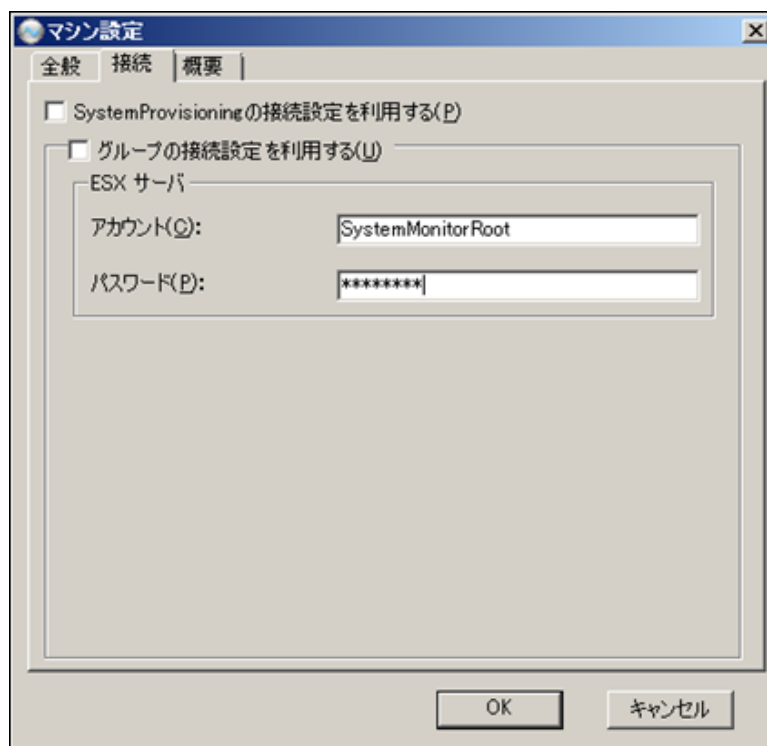 マシン設定
全般 接続 概要
SystemProvisioningの接続設定を利用する(P)
グループの接続設定を利用する(U)
ESX サーバ
アカウント(C): SystemMonitorRoot
パスワード(P): ********
OK キャンセル